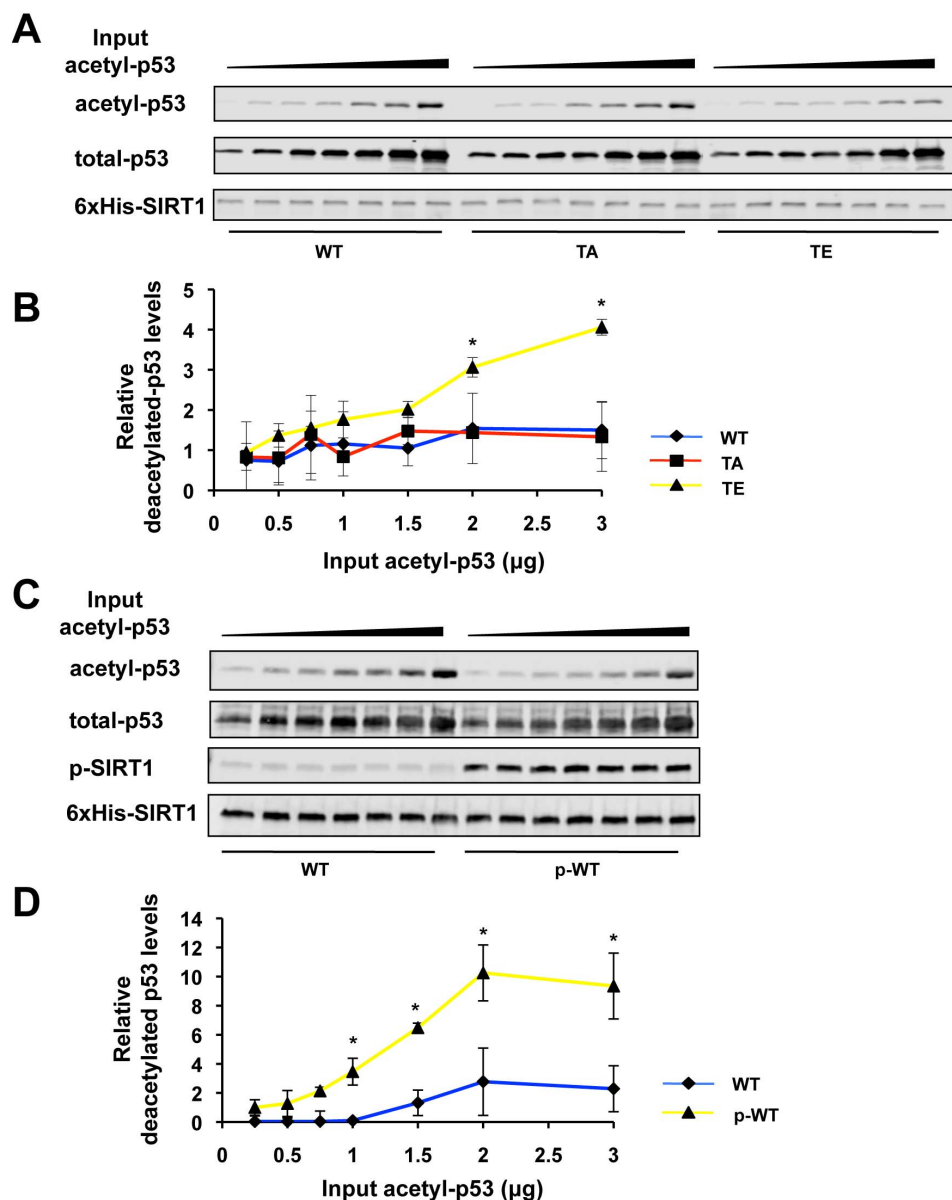 A
Input
acetyl-p53
acetyl-p53
total-p53
6xHis-SIRT1
WT TA TE
B
Relative
deacetylated-p53 levels
5
4
3
2
1
0
* *
0 0.5 1 1.5 2 2.5 3
Input acetyl-p53 (µg)
WT
TA
TE
C
Input
acetyl-p53
acetyl-p53
total-p53
p-SIRT1
6xHis-SIRT1
WT p-WT
D
Relative
deacetylated p53 levels
14
12
10
8
6
4
2
0
* * * *
0 0.5 1 1.5 2 2.5 3
Input acetyl-p53 (µg)
WT
p-WT